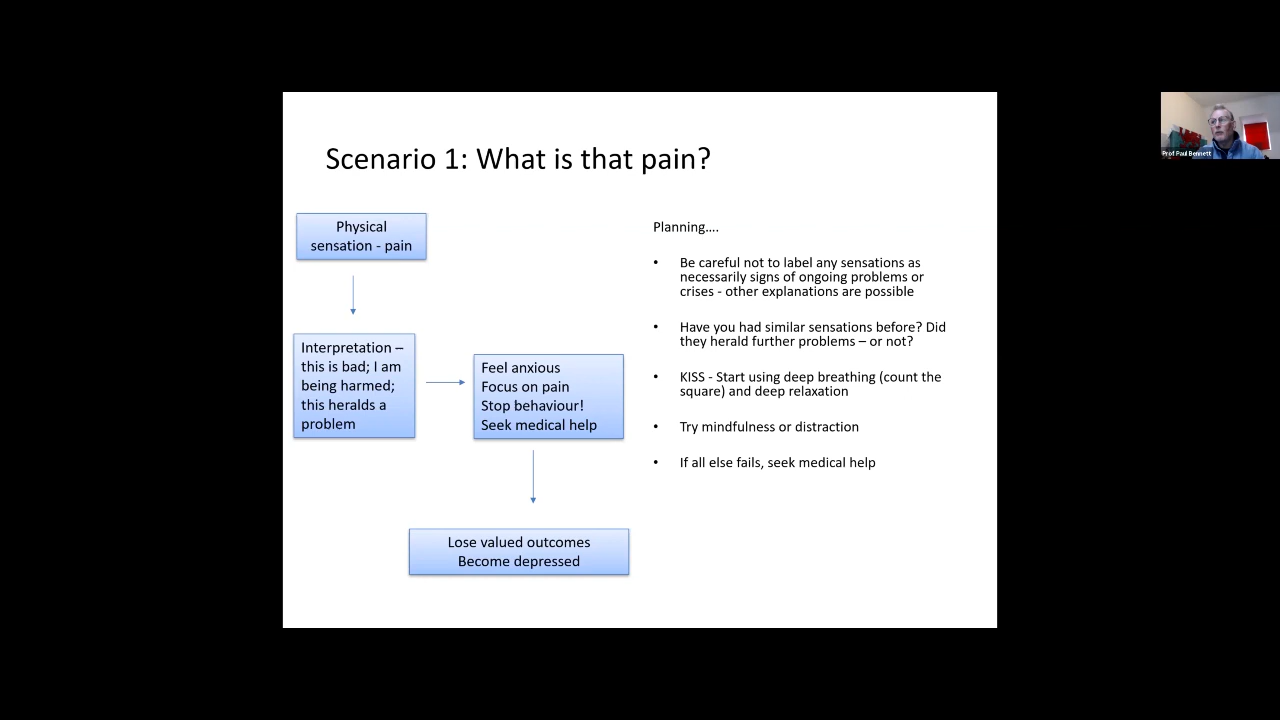 Scenario 1: What is that pain?
Physical
sensation - pain
Interpretation –
this is bad; I am
being harmed;
this heralds a
problem
Feel anxious
Focus on pain
Stop behaviour!
Seek medical help
Lose valued outcomes
Become depressed
Planning....
• Be careful not to label any sensations as
necessarily signs of ongoing problems or
crises - other explanations are possible
• Have you had similar sensations before? Did
they herald further problems – or not?
• KISS - Start using deep breathing (count the
square) and deep relaxation
• Try mindfulness or distraction
• If all else fails, seek medical help
Prof Paul Bennett